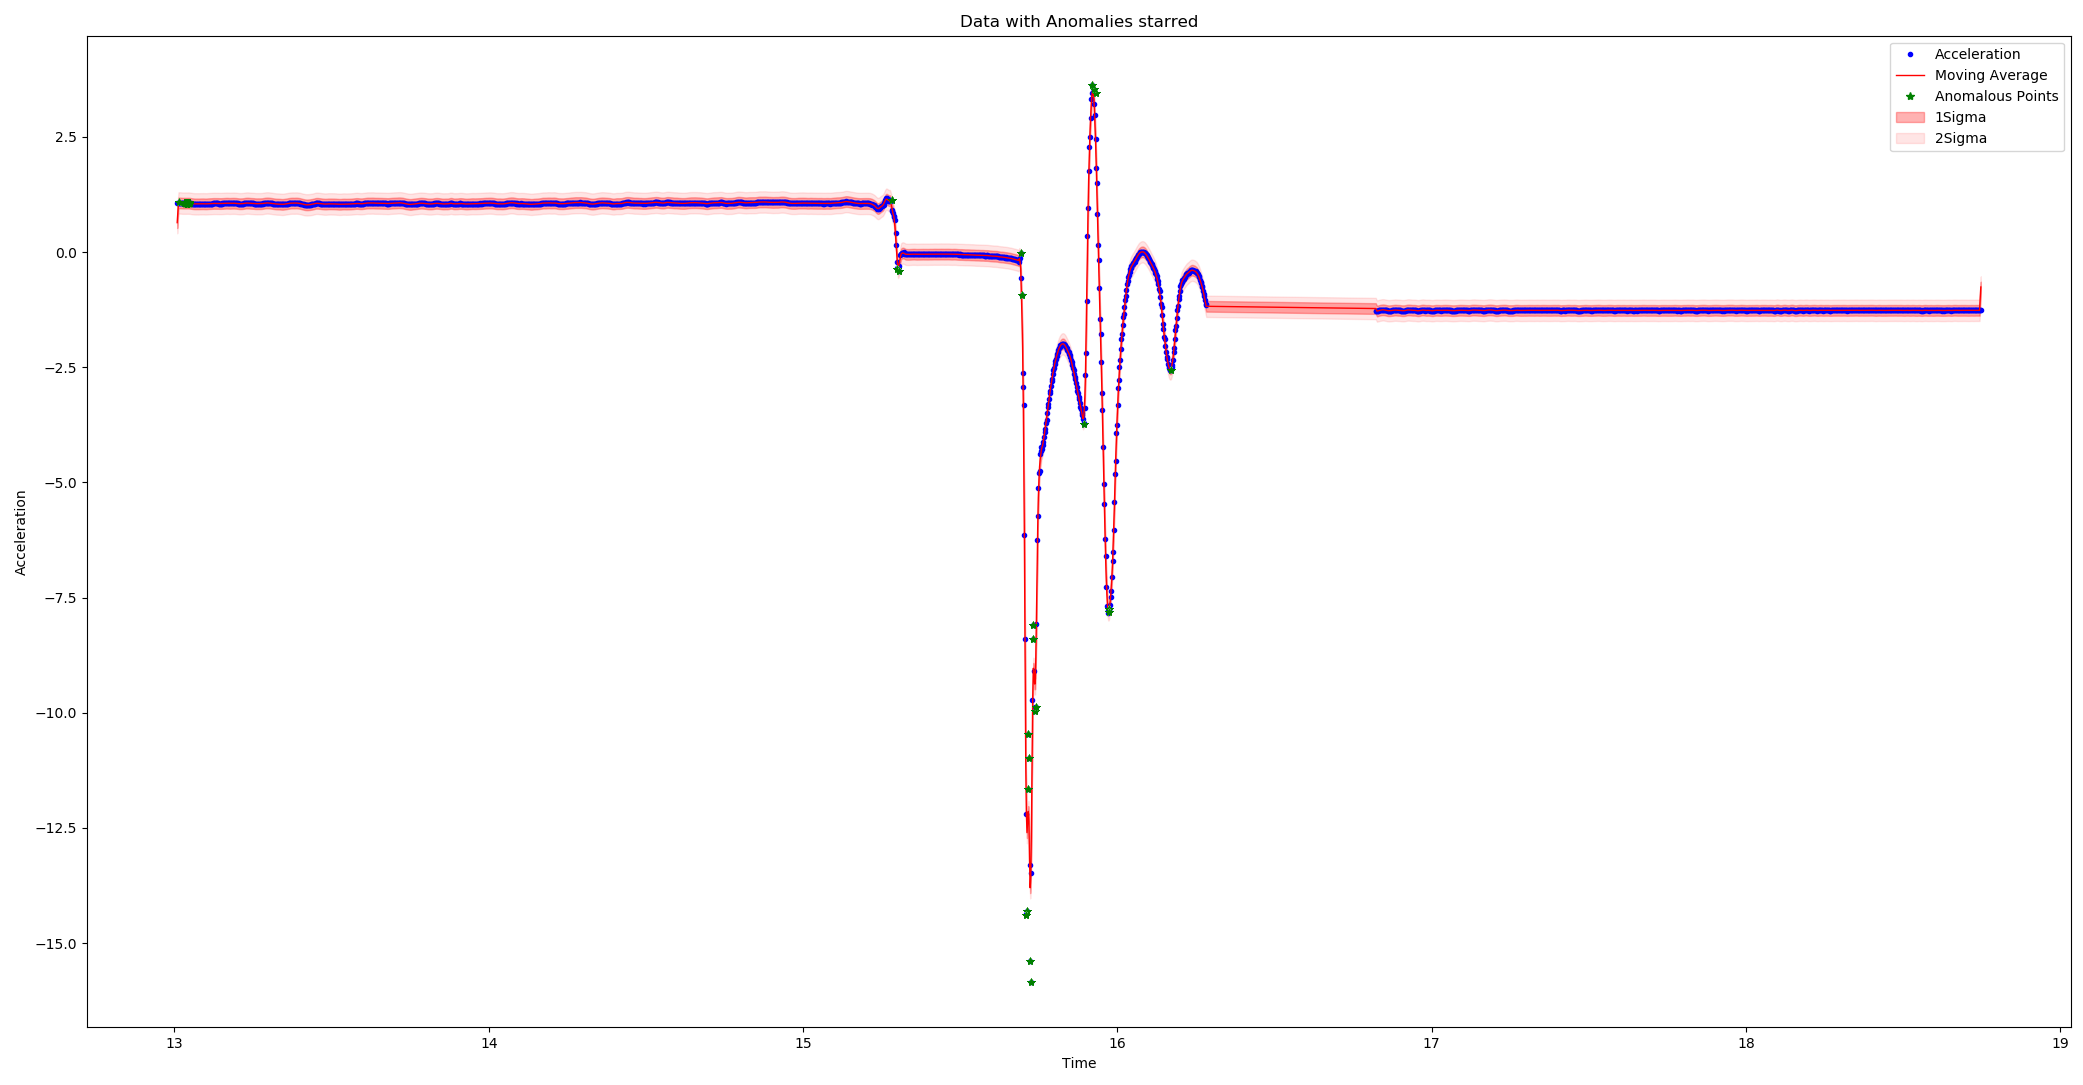 Data with Anomalies starred
Acceleration
Moving Average
Anomalous Points
1Sigma
2Sigma
2.5
0.0
−2.5
−5.0
−7.5
−10.0
−12.5
−15.0
Acceleration
13 14 15 16 17 18 19
Time